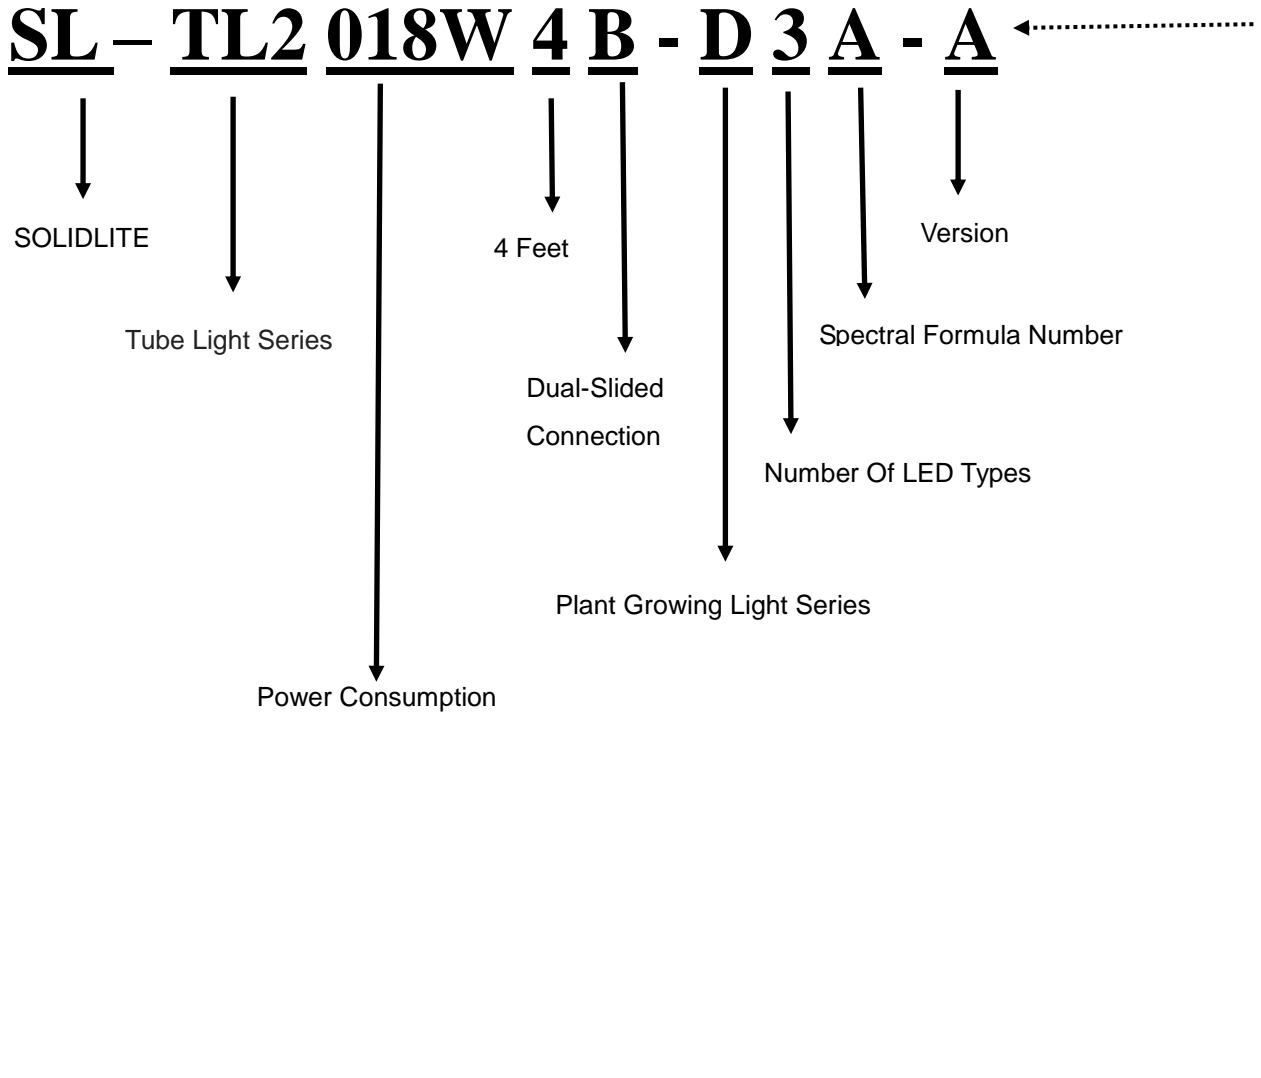 SL – TL2 018W 4 B - D 3 A - A
SOLIDLITE
Version
4 Feet
Spectral Formula Number
Tube Light Series
Dual-Slided
Connection
Number Of LED Types
Plant Growing Light Series
Power Consumption